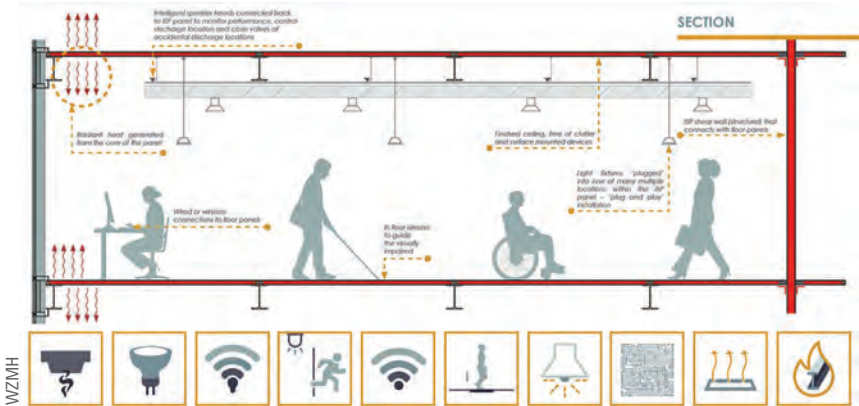 Intelligent sprinkler heads connected back
to ISP panel to monitor performance, control
discharge location and close valves of
accidental discharge locations
SECTION
Radiant heat generated
from the core of the panel
Finished ceiling, free of clutter
and surface mounted devices
ISP shear wall (structural) that
connects with floor panels
Light fixtures 'plugged'
into one of many multiple
locations within the ISP
panel – 'plug and play'
installation
Wired or wireless
connections to floor panels
In floor sensors
to guide
the visually
impaired
WZMH